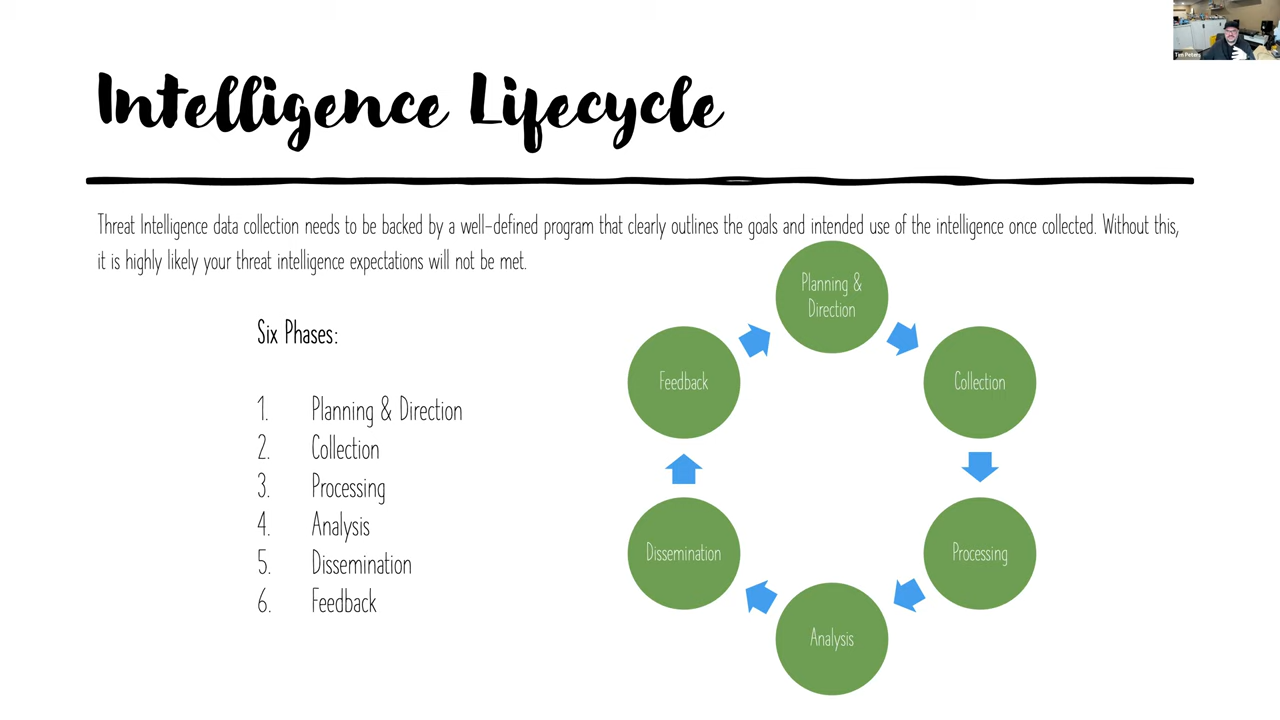 Tim Peters
Intelligence Lifecycle
Threat Intelligence data collection needs to be backed by a well-defined program that clearly outlines the goals and intended use of the intelligence once collected. Without this,
it is highly likely your threat intelligence expectations will not be met.
Six Phases:
1. Planning & Direction
2. Collection
3. Processing
4. Analysis
5. Dissemination
6. Feedback
Planning &
Direction
Collection
Processing
Analysis
Dissemination
Feedback